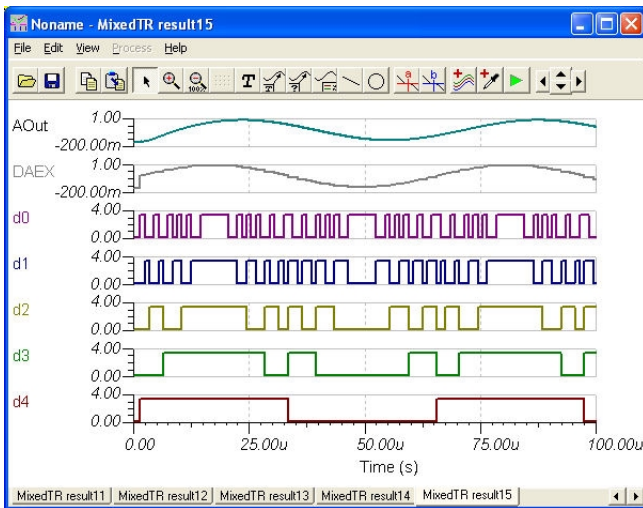 Noname - MixedTR result15
File Edit View Process Help
100% T a b
AOut 1.00
-200.00m
DAEX 1.00
-200.00m
d0 4.00
0.00
d1 4.00
0.00
d2 4.00
0.00
d3 4.00
0.00
d4 4.00
0.00
0.00 25.00u 50.00u 75.00u 100.00u
Time (s)
MixedTR result11 MixedTR result12 MixedTR result13 MixedTR result14 MixedTR result15